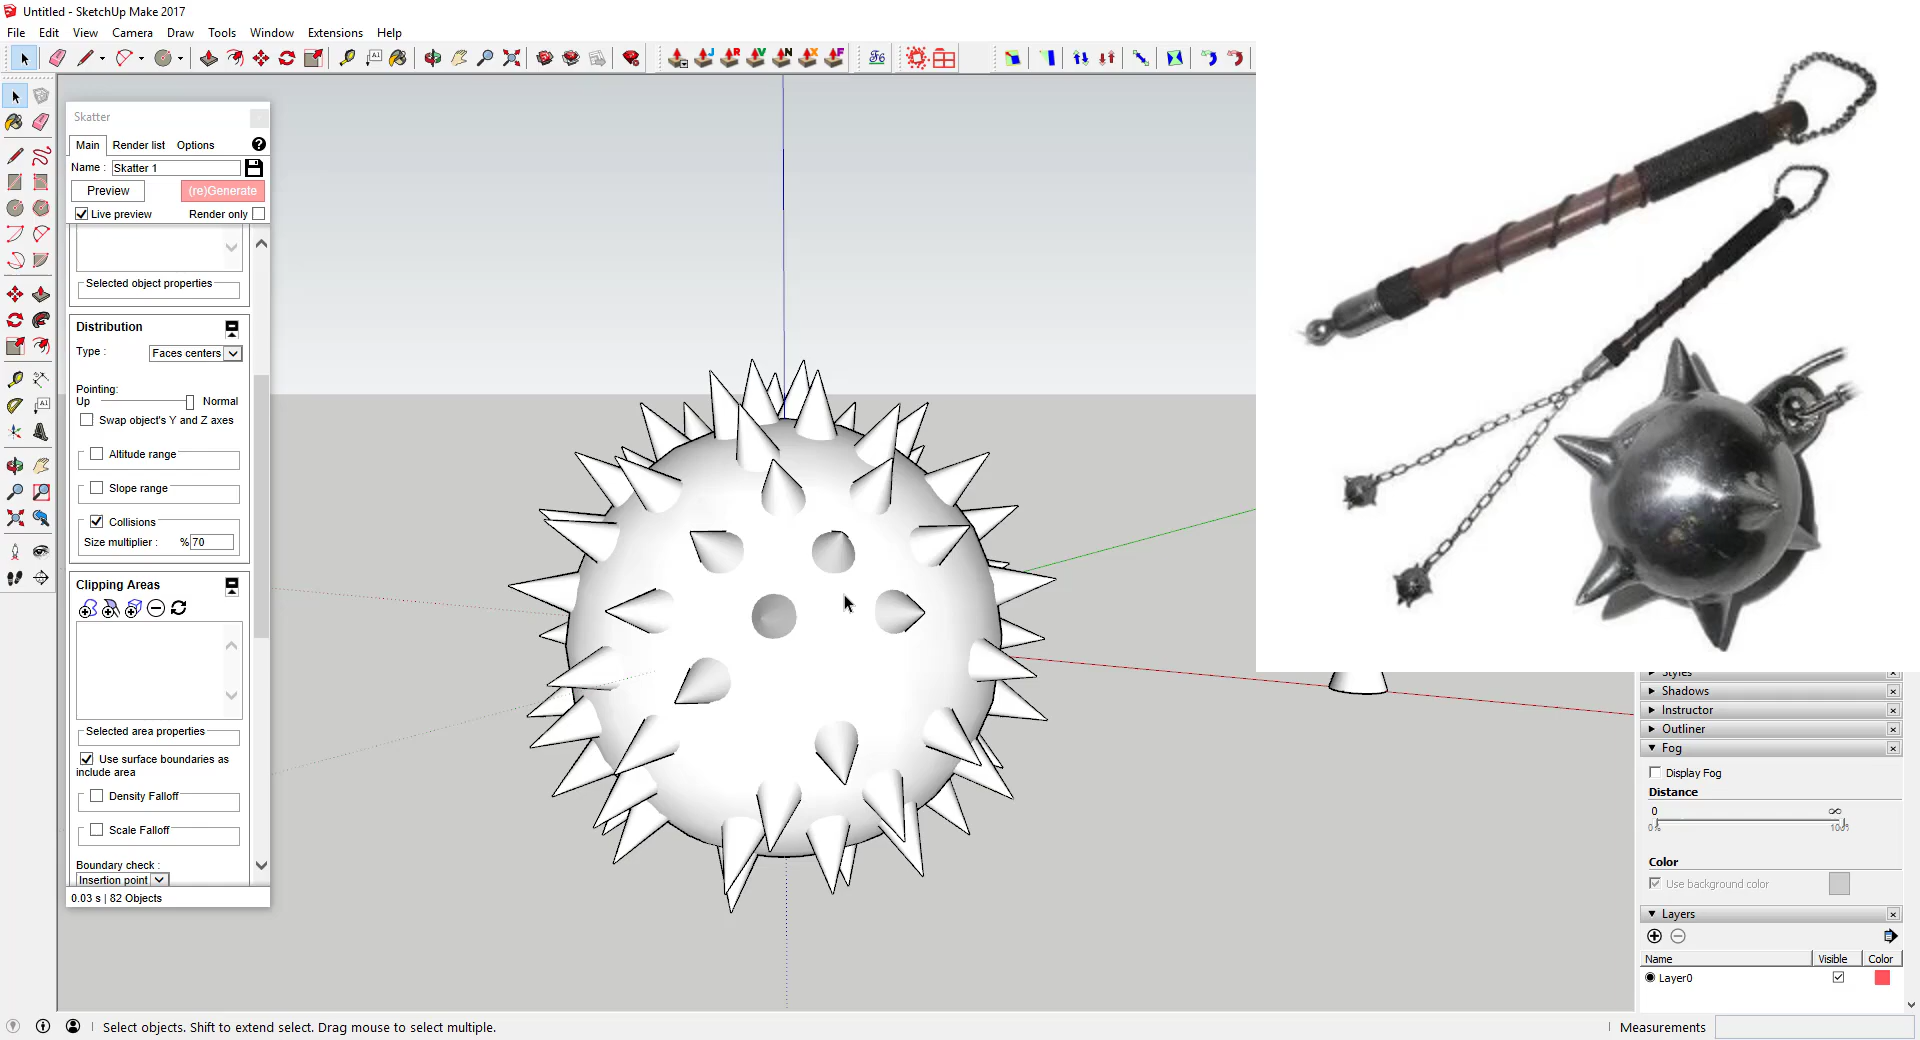 Untitled - SketchUp Make 2017
File Edit View Camera Draw Tools Window Extensions Help
J R V N X F
Skatter
Main Render list Options ?
Name : Skatter 1
Preview (re)Generate
Live preview Render only
Selected object properties
Distribution
Type : Faces centers
Pointing:
Up Normal
Swap object's Y and Z axes
Altitude range
Slope range
Collisions
Size multiplier : % 70
Clipping Areas
Selected area properties
Use surface boundaries as
include area
Density Falloff
Scale Falloff
Boundary check :
Insertion point
0.03 s | 82 Objects
Styles
Shadows
Instructor
Outliner
Fog
Display Fog
Distance
0 ∞
Color
Use background color
Layers
Name Visible Color
Layer0
Select objects. Shift to extend select. Drag mouse to select multiple.
Measurements